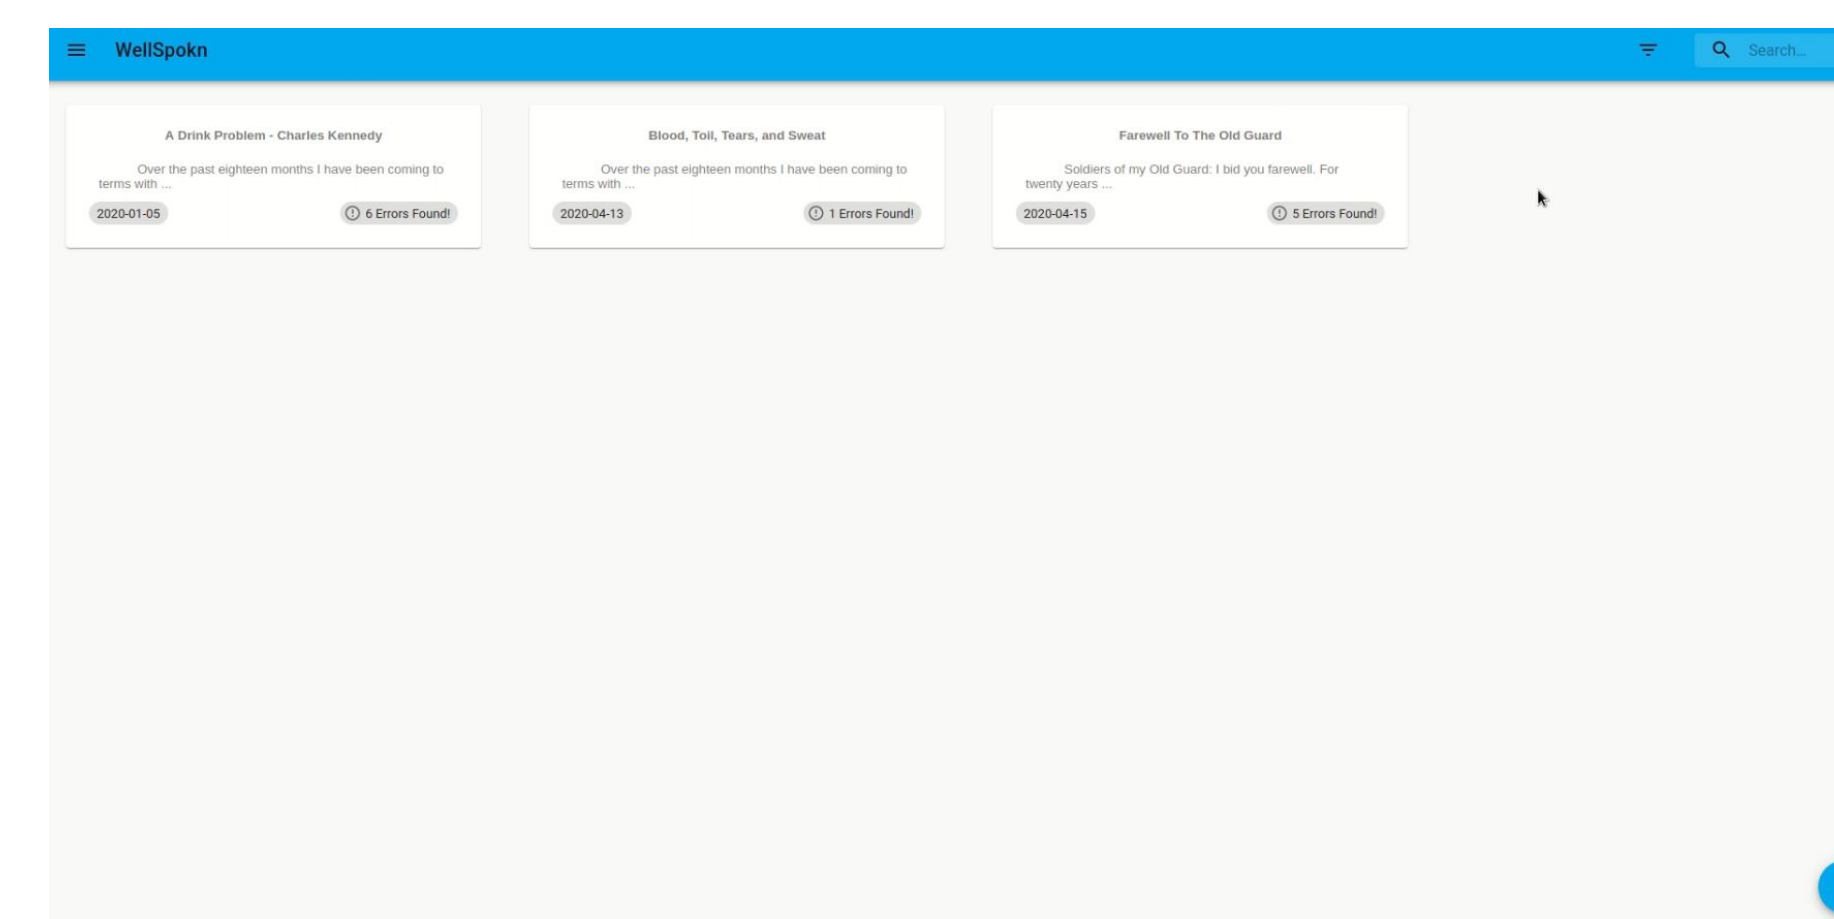 WellSpokn
Search...
A Drink Problem - Charles Kennedy
Over the past eighteen months I have been coming to
terms with ...
2020-01-05
6 Errors Found!
Blood, Toil, Tears, and Sweat
Over the past eighteen months I have been coming to
terms with ...
2020-04-13
1 Errors Found!
Farewell To The Old Guard
Soldiers of my Old Guard: I bid you farewell. For
twenty years ...
2020-04-15
5 Errors Found!